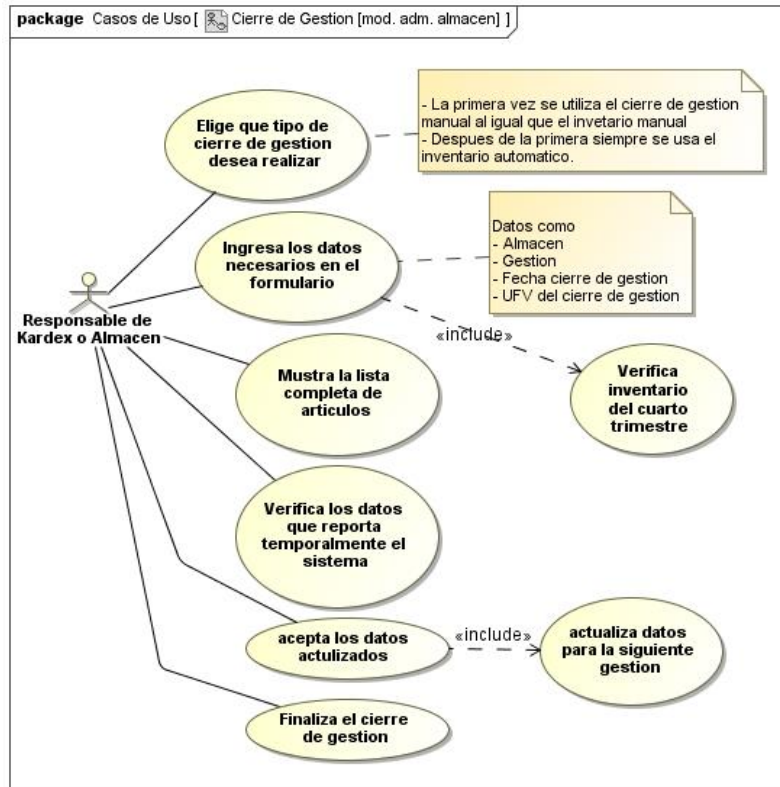 package Casos de Uso [ Cierre de Gestion [mod. adm. almacen] ]
Elige que tipo de
cierre de gestion
desea realizar
- La primera vez se utiliza el cierre de gestion
manual al igual que el invetario manual
- Despues de la primera siempre se usa el
inventario automatico.
Ingresa los datos
necesarios en el
formulario
Datos como
- Almacen
- Gestion
- Fecha cierre de gestion
- UFV del cierre de gestion
Responsable de
Kardex o Almacen
«include»
Verifica
inventario
del cuarto
trimestre
Mustra la lista
completa de
articulos
Verifica los datos
que reporta
temporalmente el
sistema
acepta los datos
actulizados
«include»
actualiza datos
para la siguiente
gestion
Finaliza el cierre
de gestion